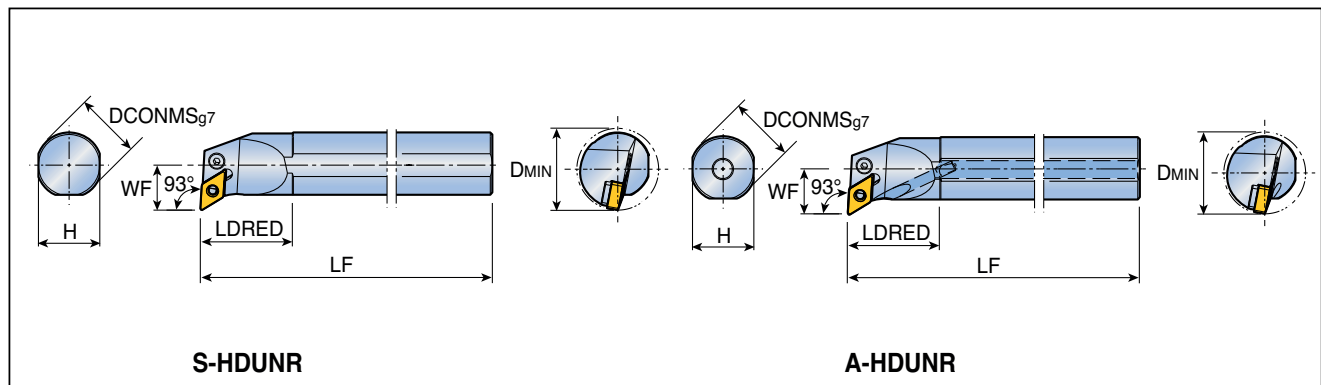 DCONMSg7
WF
93°
H
LDRED
LF
DMIN
S-HDUNR
DCONMSg7
WF
93°
H
LDRED
LF
DMIN
A-HDUNR